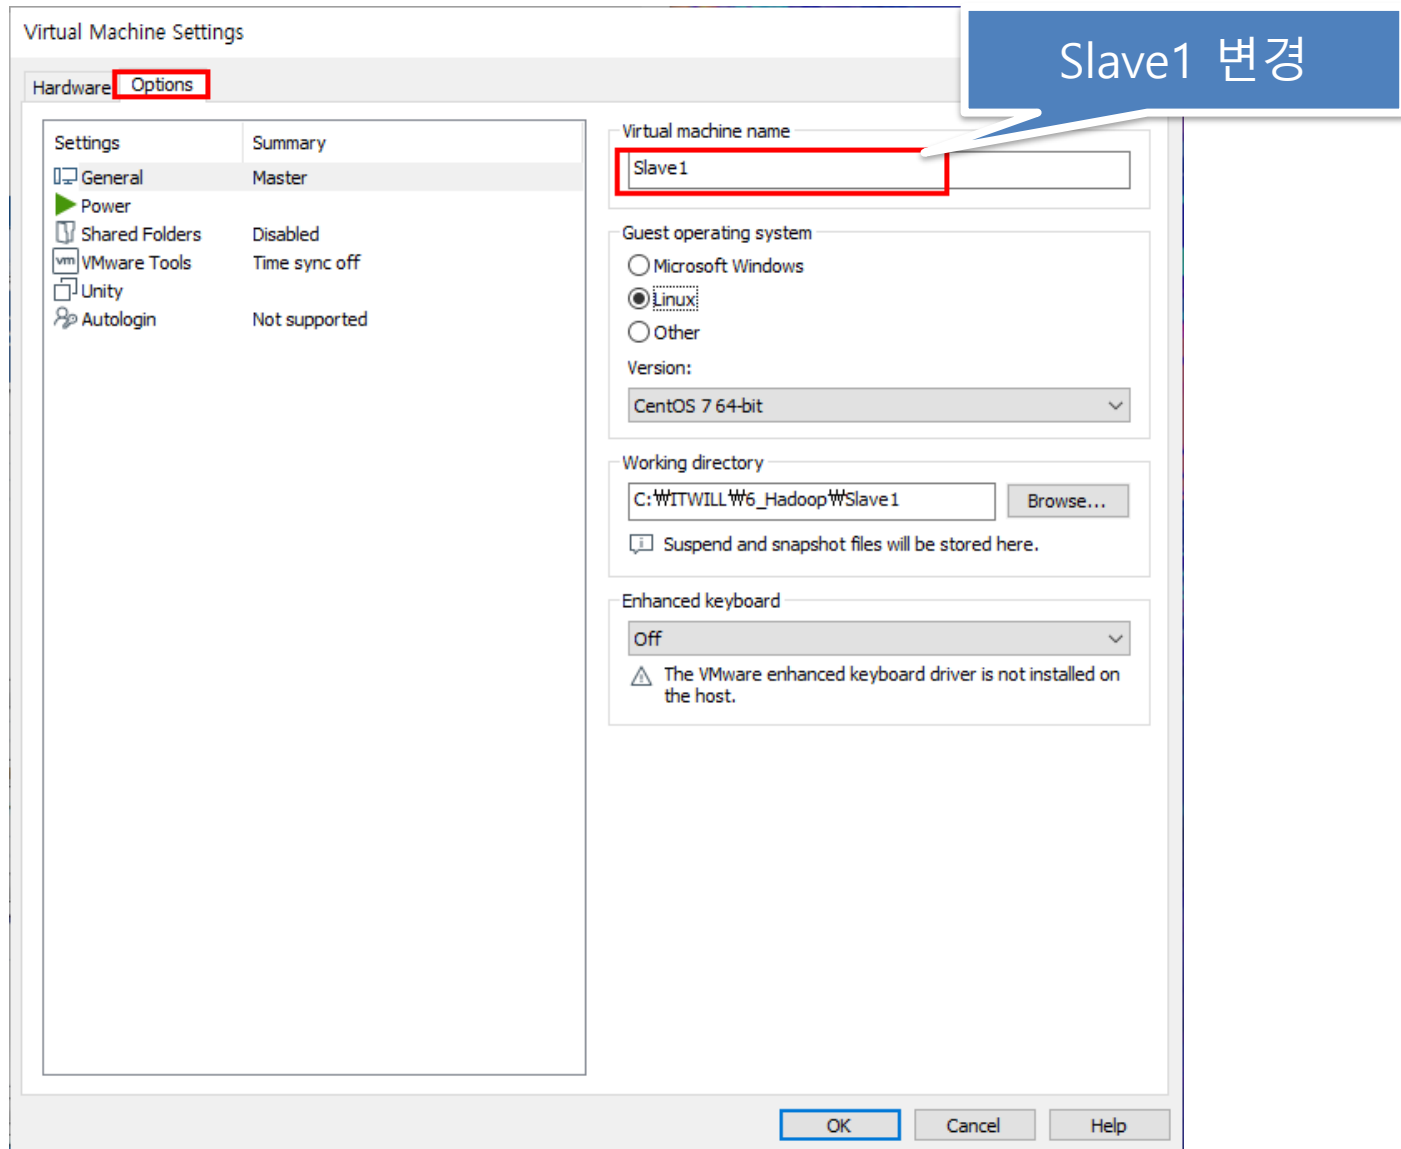 Virtual Machine Settings
Slave1 변경
Hardware Options
Settings Summary
General Master
Power
Shared Folders Disabled
vm VMware Tools Time sync off
Unity
Autologin Not supported
Virtual machine name
Slave1
Guest operating system
Microsoft Windows
Linux
Other
Version:
CentOS 7 64-bit
Working directory
C:₩ITWILL₩6_Hadoop₩Slave1 Browse...
Suspend and snapshot files will be stored here.
Enhanced keyboard
Off
The VMware enhanced keyboard driver is not installed on
the host.
OK Cancel Help